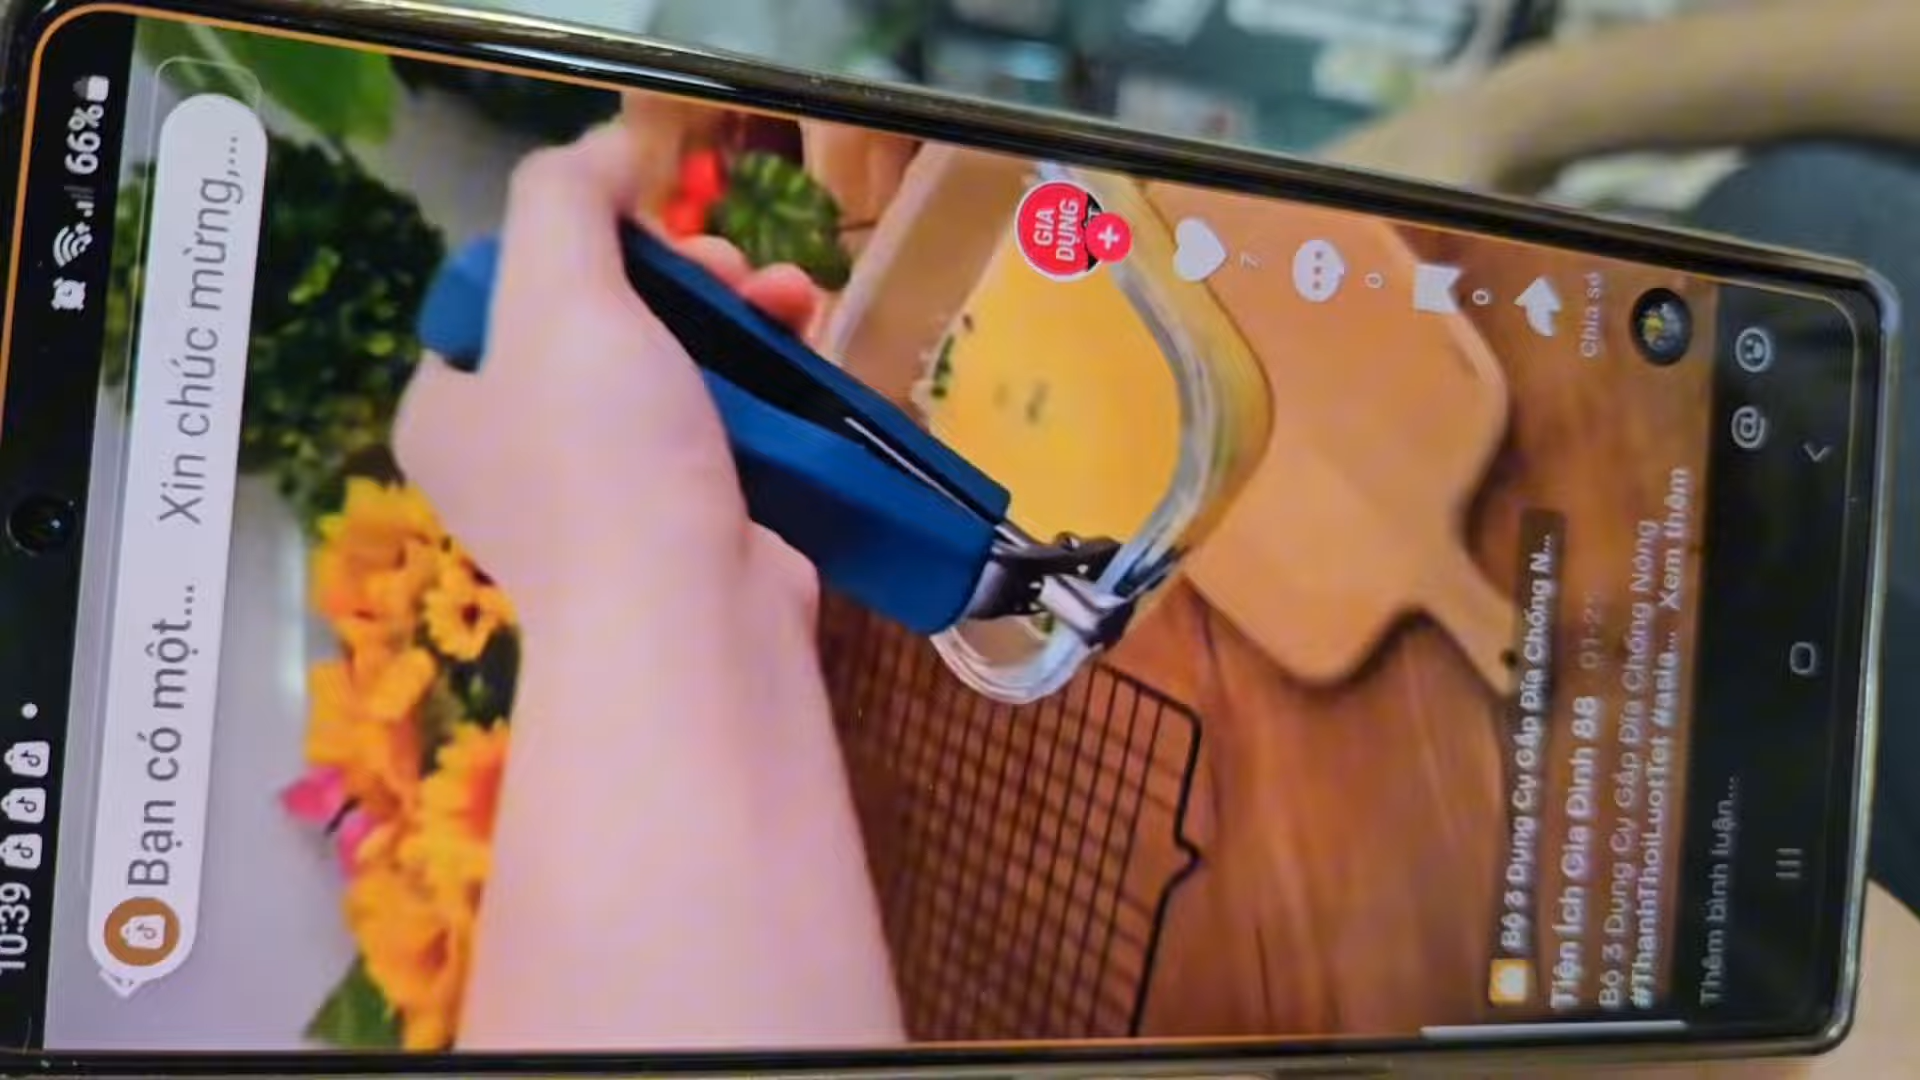 10:39
66%
Bạn có một... Xin chúc mừng,...
GIA
DỤNG
7
0
0
Chia sẻ
Bộ 3 Dụng Cụ Gắp Đĩa Chống N...
Tiện Ích Gia Đình 88
Bộ 3 Dụng Cụ Gắp Đĩa Chống Nóng
#ThanhThoiLuotTet #asia... Xem thêm
Thêm bình luận...